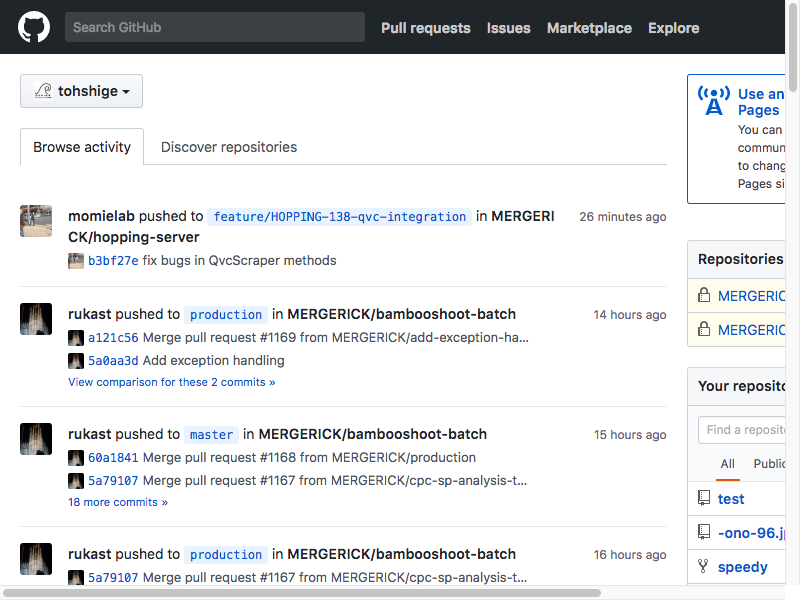 Search GitHub
Pull requests
Issues
Marketplace
Explore
tohshige
Browse activity
Discover repositories
momielab pushed to feature/HOPPING-138-qvc-integration in MERGERI
CK/hopping-server
26 minutes ago
b3bf27e fix bugs in QvcScraper methods
rukast pushed to production in MERGERICK/bambooshoot-batch
14 hours ago
a121c56 Merge pull request #1169 from MERGERICK/add-exception-ha...
5a0aa3d Add exception handling
View comparison for these 2 commits »
rukast pushed to master in MERGERICK/bambooshoot-batch
15 hours ago
60a1841 Merge pull request #1168 from MERGERICK/production
5a79107 Merge pull request #1167 from MERGERICK/cpc-sp-analysis-t...
18 more commits »
rukast pushed to production in MERGERICK/bambooshoot-batch
16 hours ago
5a79107 Merge pull request #1167 from MERGERICK/cpc-sp-analysis-t...
Use an
Pages
You can
commun
to chang
Pages si
Repositories
MERGERIC
MERGERIC
Your reposito
Find a reposito
All
Public
test
-ono-96.j
speedy